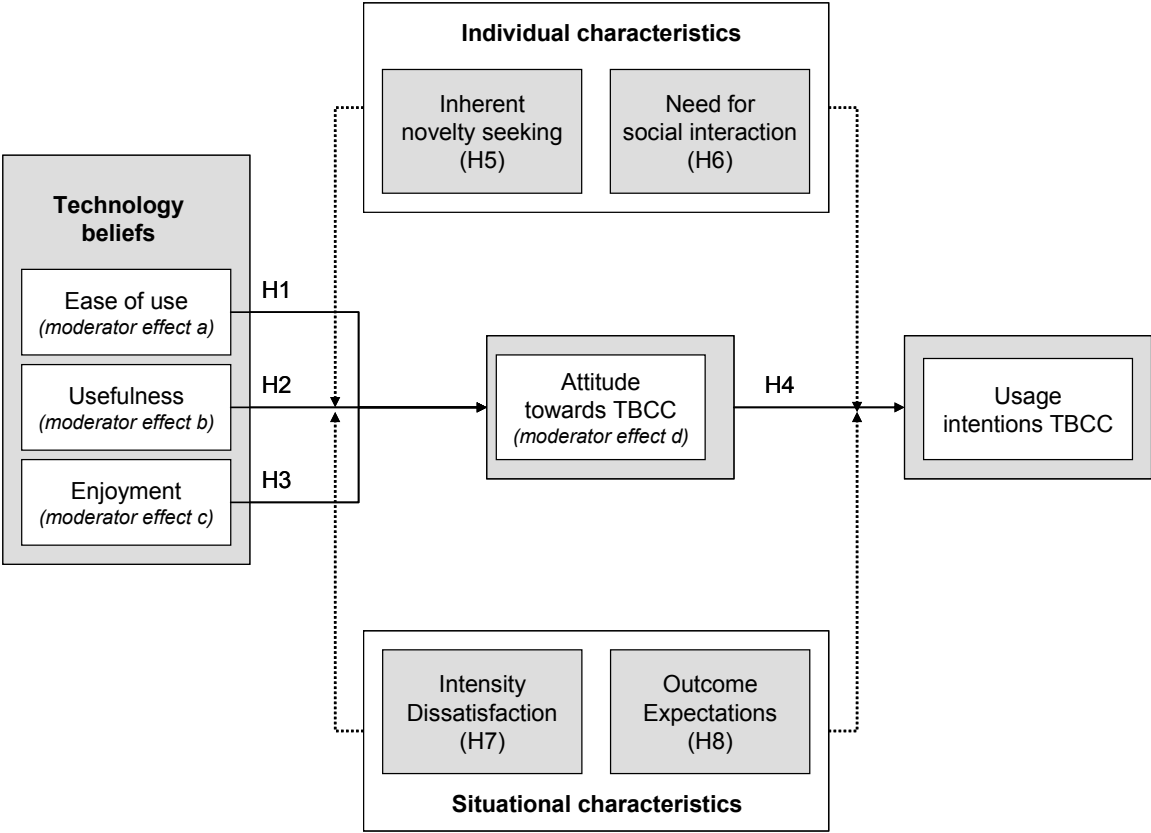 Individual characteristics
Inherent
novelty seeking
(H5)
Need for
social interaction
(H6)
Technology
beliefs
Ease of use
(moderator effect a)
H1
Usefulness
(moderator effect b)
H2
Enjoyment
(moderator effect c)
H3
Attitude
towards TBCC
(moderator effect d)
H4
Usage
intentions TBCC
Intensity
Dissatisfaction
(H7)
Outcome
Expectations
(H8)
Situational characteristics